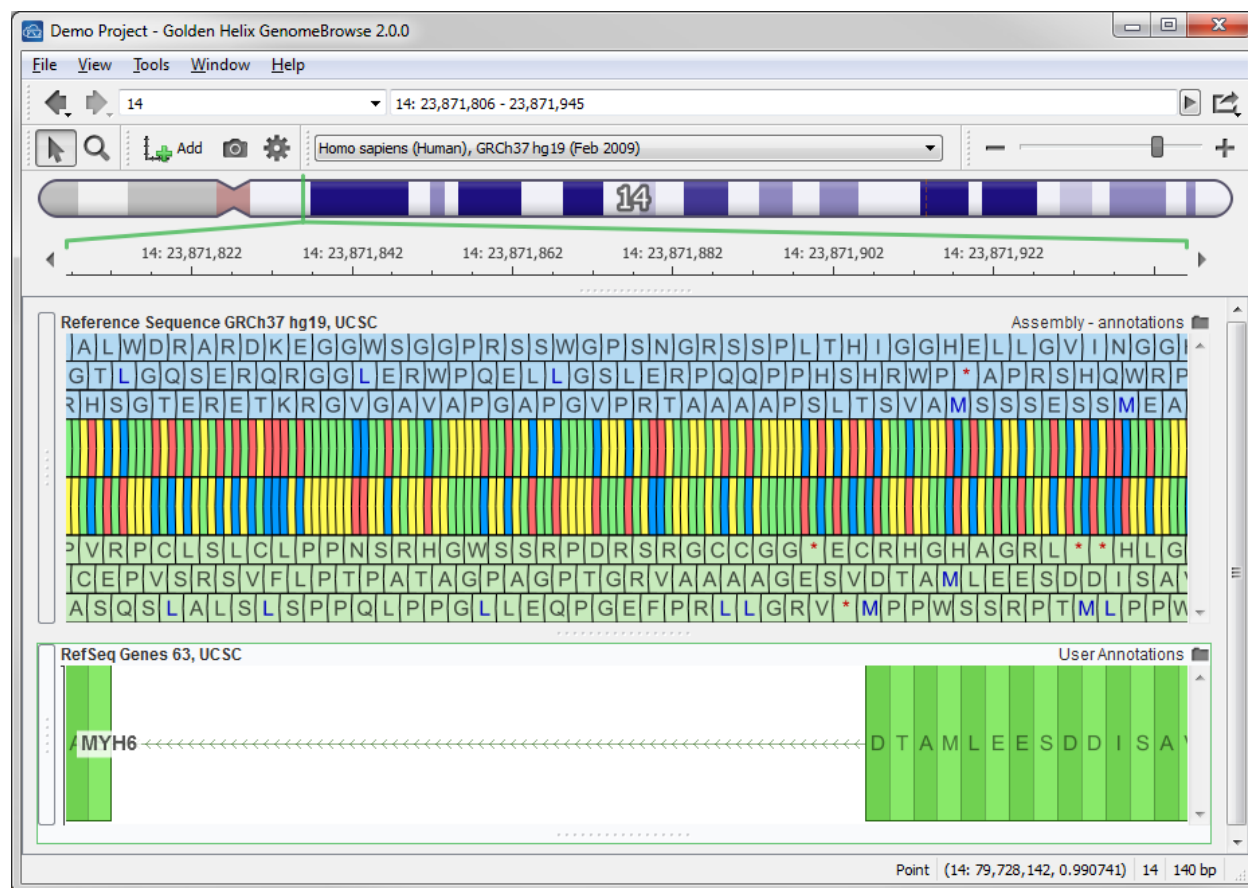 Demo Project - Golden Helix GenomeBrowse 2.0.0
File View Tools Window Help
14 14: 23,871,806 - 23,871,945
Add Homo sapiens (Human), GRCh37 hg19 (Feb 2009)
14
14: 23,871,822 14: 23,871,842 14: 23,871,862 14: 23,871,882 14: 23,871,902 14: 23,871,922
Reference Sequence GRCh37 hg19, UCSC Assembly - annotations
A L W D R A R D K E G G W S G G P R S S W G P S N G R S S P L T H I G G H E L L G V I N G G H
G T L G Q S E R Q R G G L E R W P Q E L L G S L E R P Q Q P P H S H R W P * A P R S H Q W R P
R H S G T E R E T K R G V G A V A P G A P G V P R T A A A A P S L T S V A M S S S E S S M E A
P V R P C L S L C L P P N S R H G W S S R P D R S R G C C G G * E C R H G H A G R L * * H L G
C E P V S R S V F L P T P A T A G P A G P T G R V A A A A G E S V D T A M L E E S D D I S A V
A S Q S L A L S L S P P Q L P P G L L E Q P G E F P R L L G R V * M P P W S S R P T M L P P W
RefSeq Genes 63, UCSC User Annotations
A MYH6 D T A M L E E S D D I S A V
Point (14: 79,728,142, 0.990741) 14 140 bp